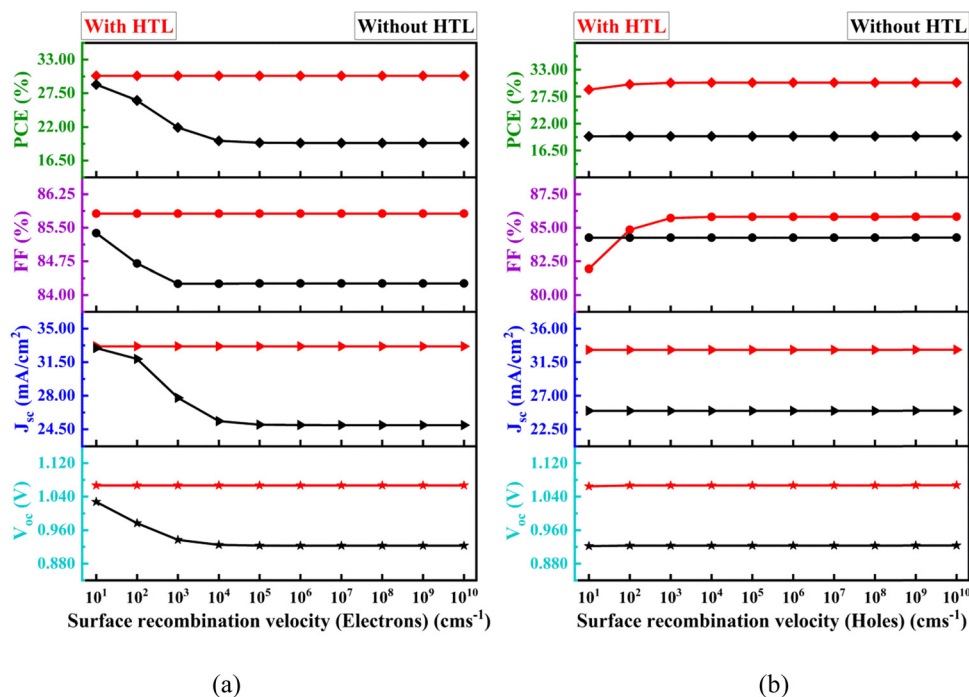 With HTL
Without HTL
PCE (%)
33.00
27.50
22.00
16.50
FF (%)
86.25
85.50
84.75
84.00
J_sc (mA/cm²)
35.00
31.50
28.00
24.50
V_oc (V)
1.120
1.040
0.960
0.880
10¹ 10² 10³ 10⁴ 10⁵ 10⁶ 10⁷ 10⁸ 10⁹ 10¹⁰
Surface recombination velocity (Electrons) (cms⁻¹)
(a)
With HTL
Without HTL
PCE (%)
33.00
27.50
22.00
16.50
FF (%)
87.50
85.00
82.50
80.00
J_sc (mA/cm²)
36.00
31.50
27.00
22.50
V_oc (V)
1.120
1.040
0.960
0.880
10¹ 10² 10³ 10⁴ 10⁵ 10⁶ 10⁷ 10⁸ 10⁹ 10¹⁰
Surface recombination velocity (Holes) (cms⁻¹)
(b)